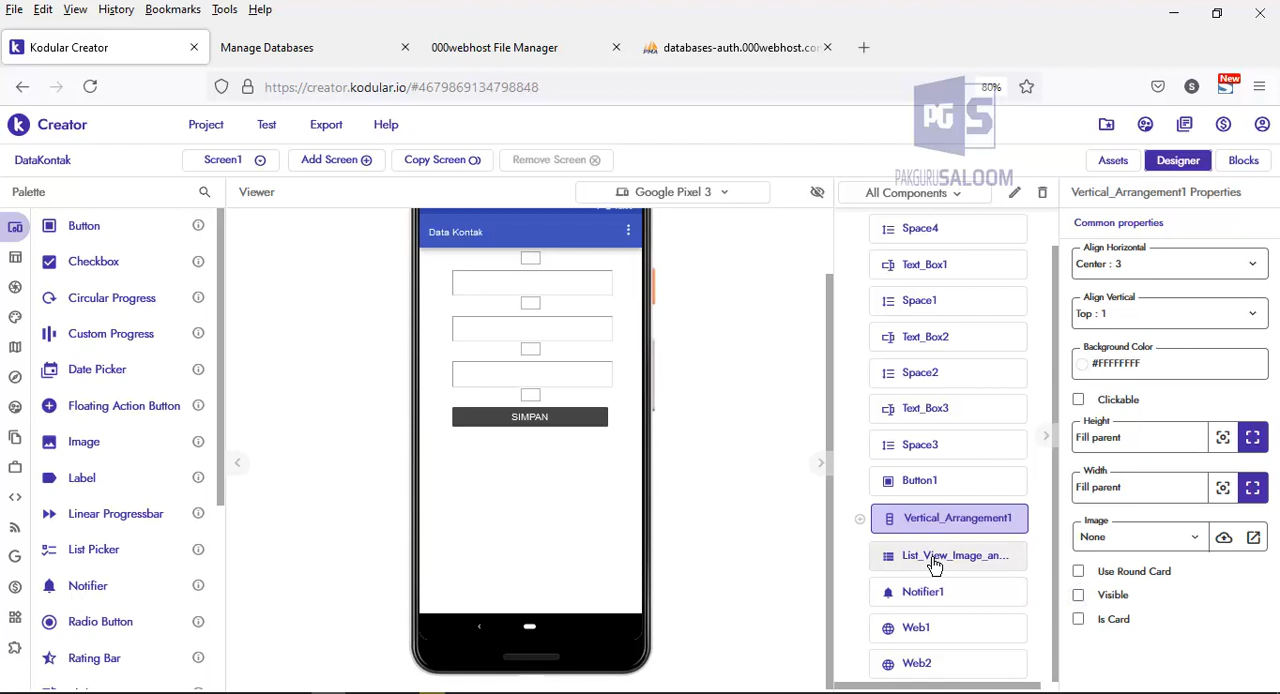 File Edit View History Bookmarks Tools Help
Kodular Creator
Manage Databases
000webhost File Manager
databases-auth.000webhost.com
https://creator.kodular.io/#4679869134798848
80%
New
S
PG S
PAKGURUSALOOM
Creator
Project Test Export Help
DataKontak
Screen1
Add Screen
Copy Screen
Remove Screen
Assets Designer Blocks
Palette
Viewer
Google Pixel 3
All Components
Vertical_Arrangement1 Properties
Button
Checkbox
Circular Progress
Custom Progress
Date Picker
Floating Action Button
Image
Label
Linear Progressbar
List Picker
Notifier
Radio Button
Rating Bar
Data Kontak
SIMPAN
Space4
Text_Box1
Space1
Text_Box2
Space2
Text_Box3
Space3
Button1
Vertical_Arrangement1
List_View_Image_an...
Notifier1
Web1
Web2
Common properties
Align Horizontal
Center : 3
Align Vertical
Top : 1
Background Color
#FFFFFFFF
Clickable
Height
Fill parent
Width
Fill parent
Image
None
Use Round Card
Visible
Is Card